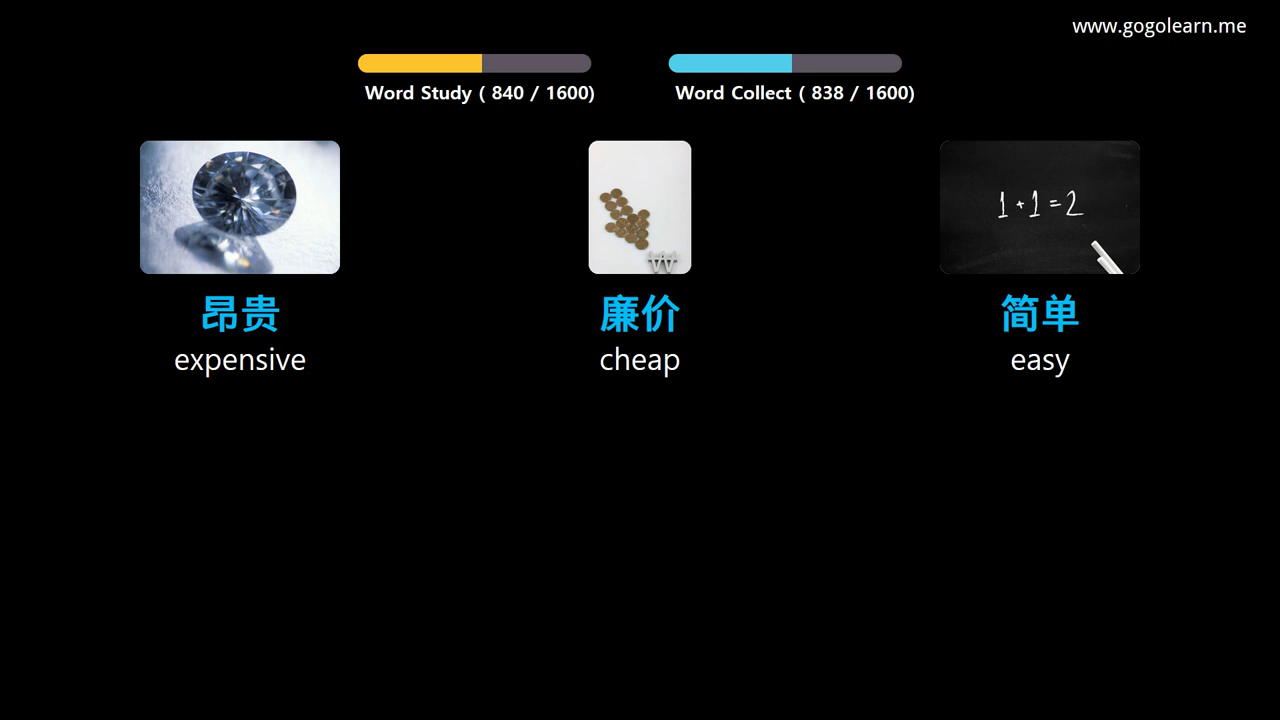 www.gogolearn.me
Word Study ( 840 / 1600)
Word Collect ( 838 / 1600)
1+1=2
昂贵
廉价
简单
expensive
cheap
easy